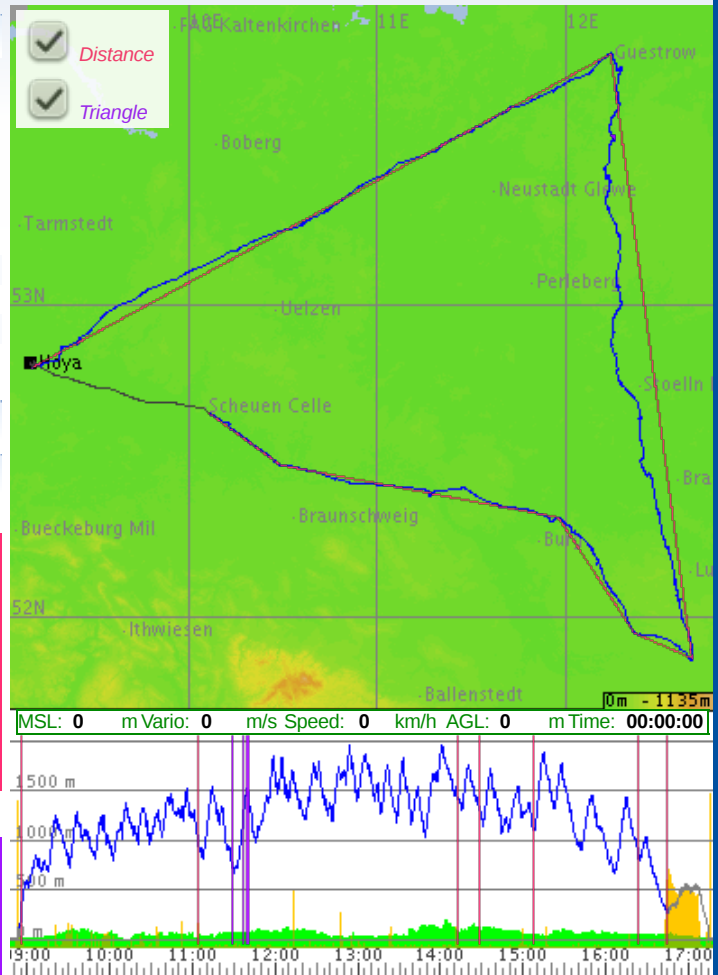 10E
FAG Kaltenkirchen
11E
12E
Guestrow
Distance
Triangle
Boberg
Neustadt Glewe
Tarmstedt
Perleberg
53N
Uelzen
Hoya
Stoelln
Scheuen Celle
Bra
Braunschweig
Bueckeburg Mil
Burg
Lu
52N
Ithwiesen
Ballenstedt
0m - 1135m
MSL: 0 m Vario: 0 m/s Speed: 0 km/h AGL: 0 m Time: 00:00:00
1500 m
1000 m
500 m
m
9:00 10:00 11:00 12:00 13:00 14:00 15:00 16:00 17:00